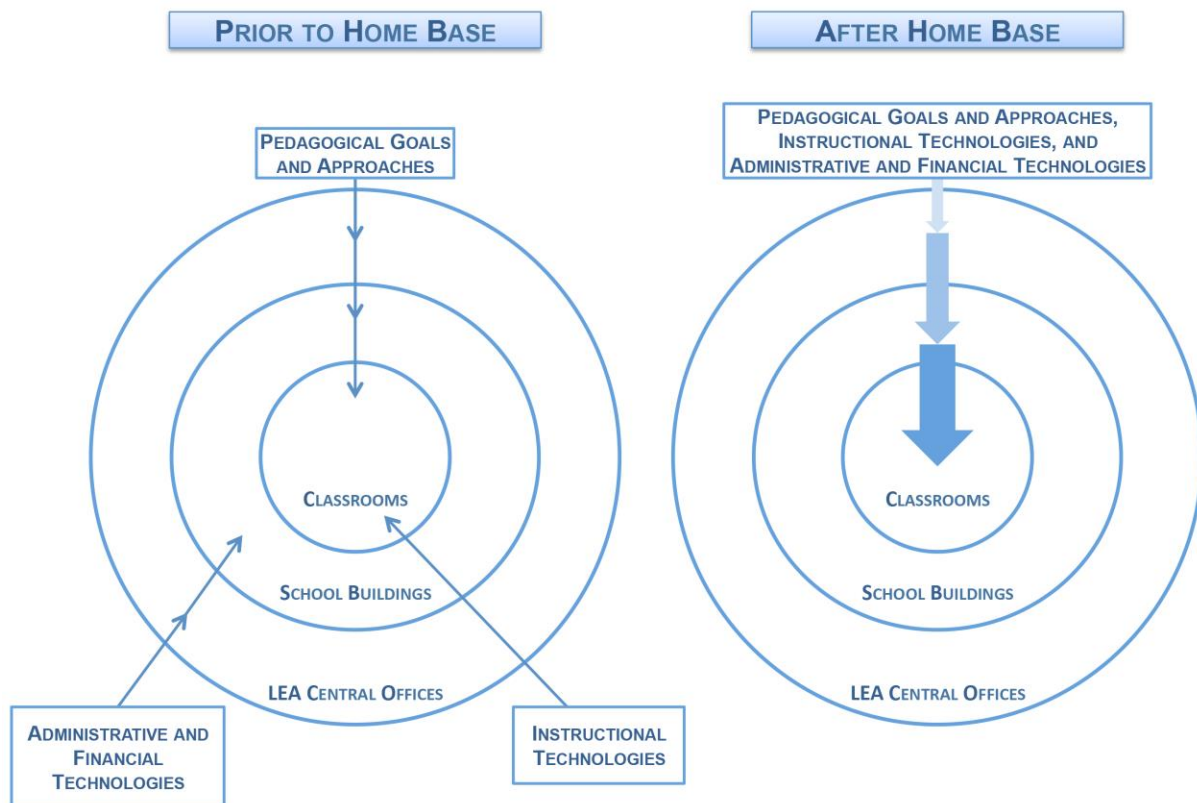 PRIOR TO HOME BASE
PEDAGOGICAL GOALS
AND APPROACHES
CLASSROOMS
SCHOOL BUILDINGS
LEA CENTRAL OFFICES
ADMINISTRATIVE AND
FINANCIAL
TECHNOLOGIES
INSTRUCTIONAL
TECHNOLOGIES
AFTER HOME BASE
PEDAGOGICAL GOALS AND APPROACHES,
INSTRUCTIONAL TECHNOLOGIES, AND
ADMINISTRATIVE AND FINANCIAL TECHNOLOGIES
CLASSROOMS
SCHOOL BUILDINGS
LEA CENTRAL OFFICES